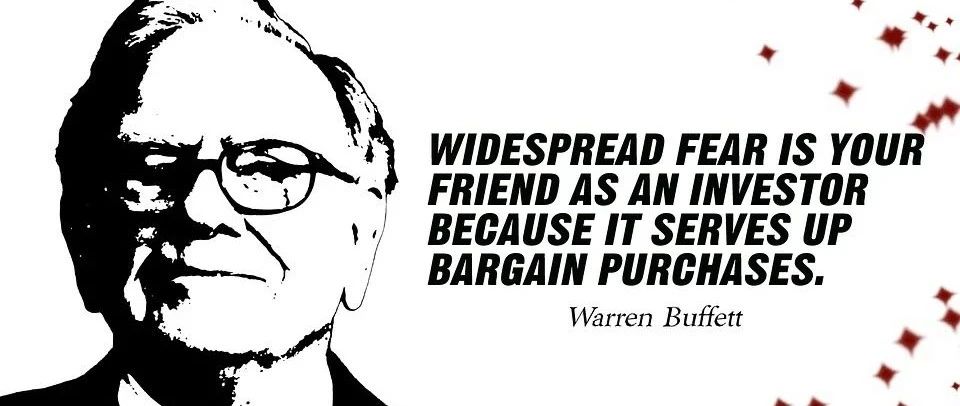 WIDESPREAD FEAR IS YOUR
FRIEND AS AN INVESTOR
BECAUSE IT SERVES UP
BARGAIN PURCHASES.
Warren Buffett